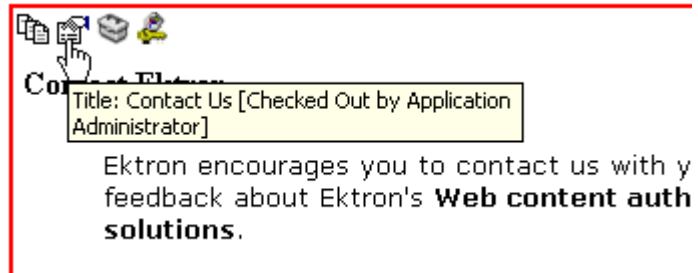 Title: Contact Us [Checked Out by Application
Administrator]
Ektron encourages you to contact us with y
feedback about Ektron's Web content auth
solutions.